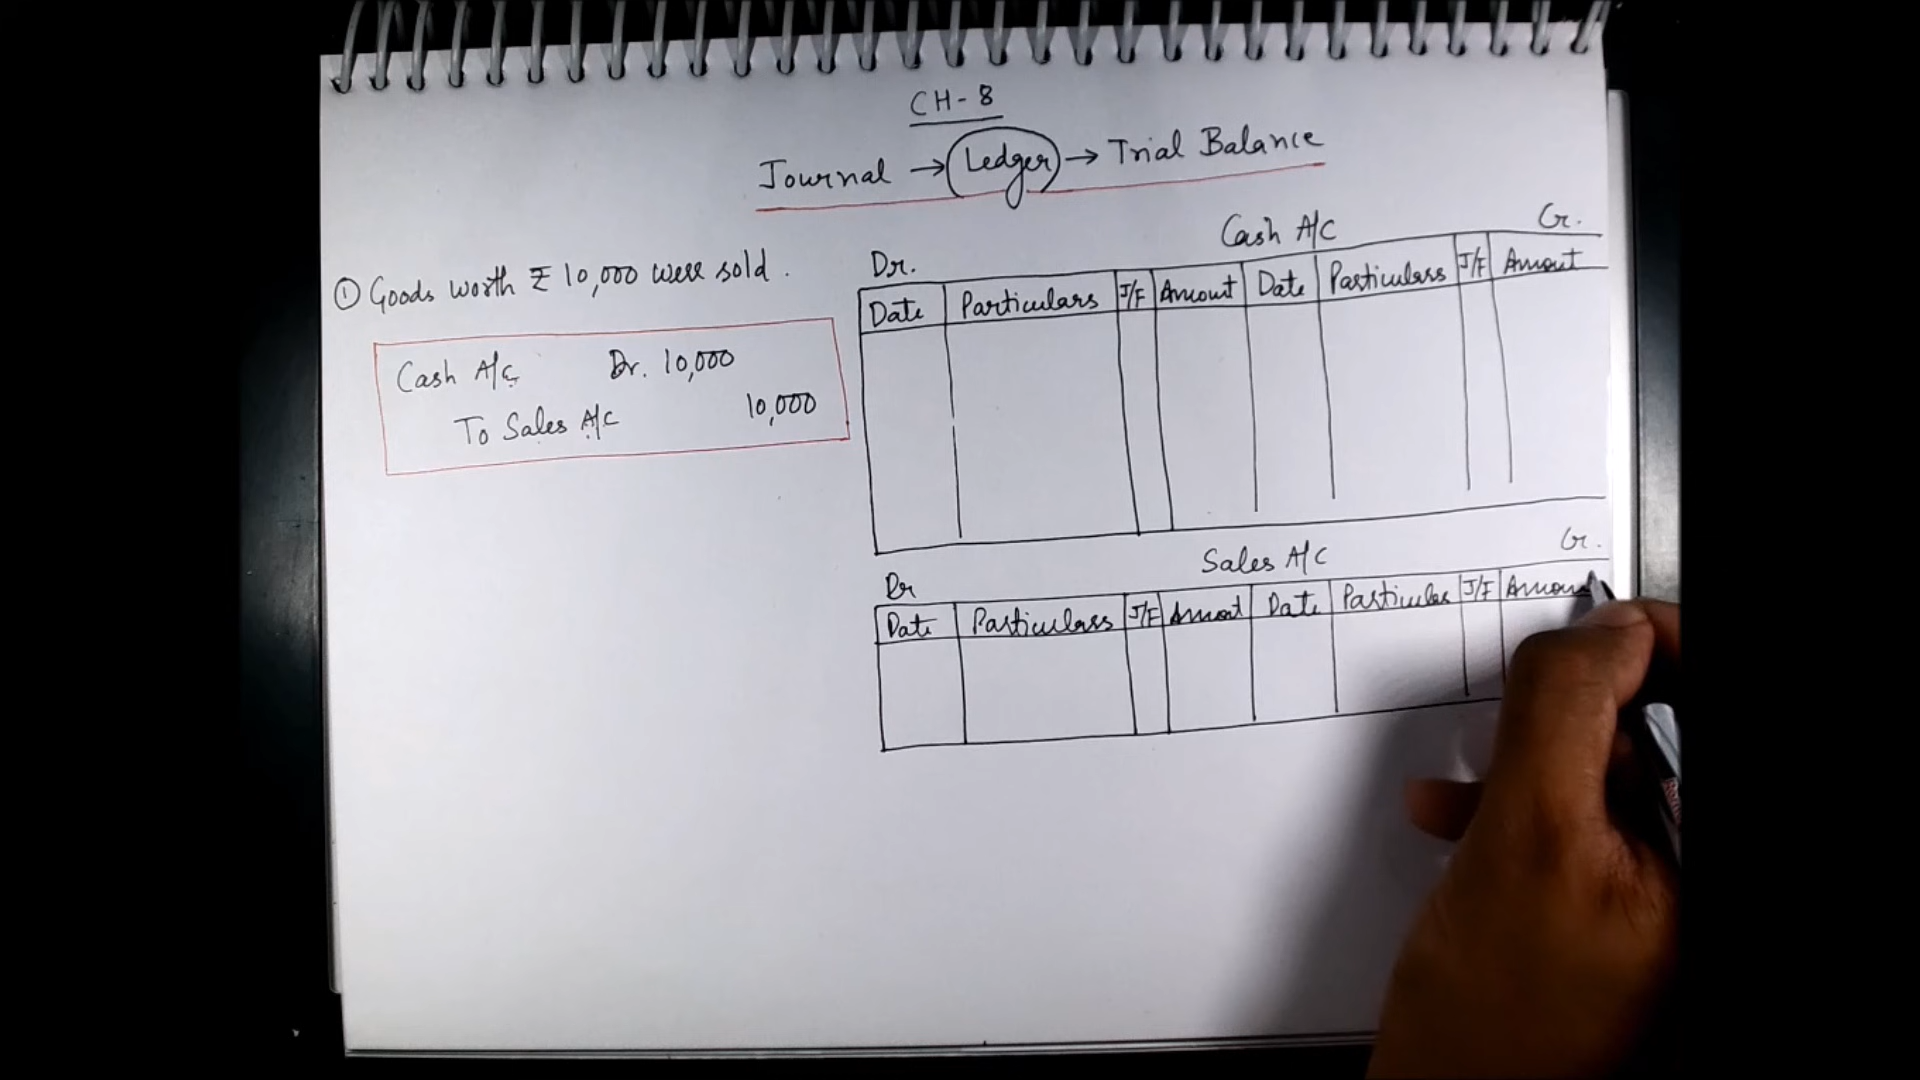 CH-8
Journal → Ledger → Trial Balance
① Goods worth ₹ 10,000 were sold.
Cash A/C Dr. 10,000
To Sales A/C 10,000
Cash A/C
Dr. Cr.
Date Particulars J/F Amount Date Particulars J/F Amount
Sales A/C
Dr Cr.
Date Particulars J/F Amount Date Particulars J/F Amount